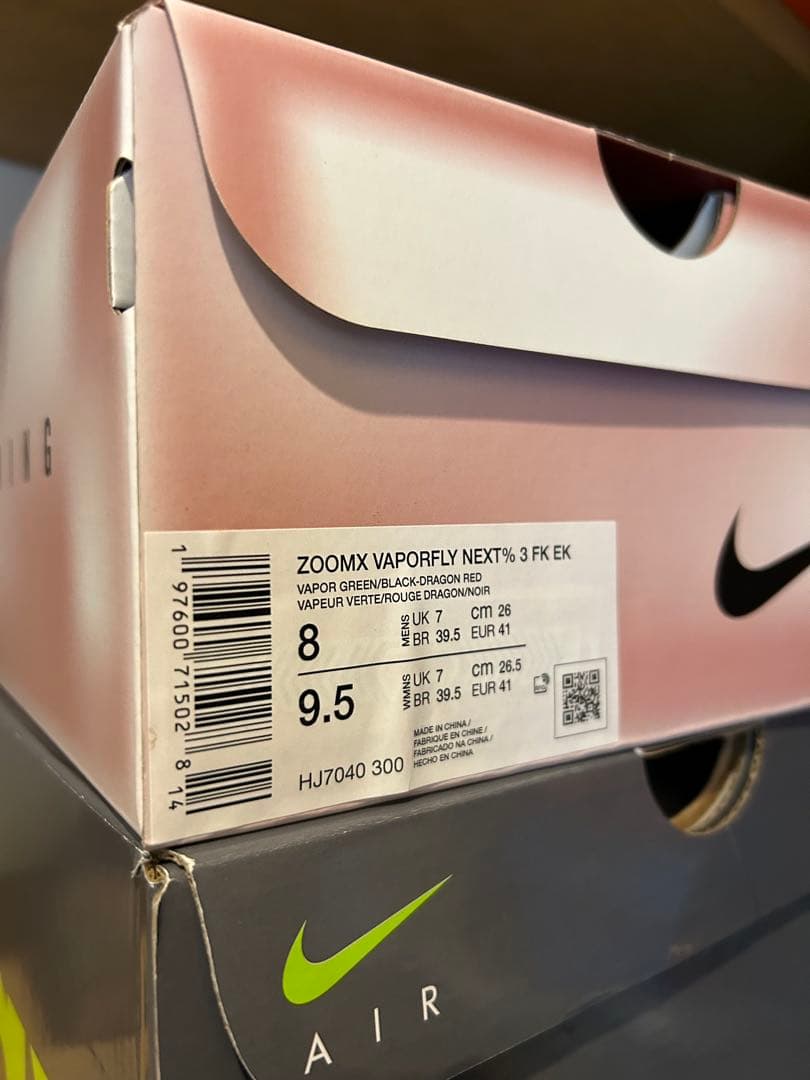 ING
ZOOMX VAPORFLY NEXT% 3 FK EK
VAPOR GREEN/BLACK-DRAGON RED
VAPEUR VERTE/ROUGE DRAGON/NOIR
8
MENS
UK 7 cm 26
BR 39.5 EUR 41
9.5
WMNS
UK 7 cm 26.5
BR 39.5 EUR 41
MADE IN CHINA /
FABRIQUE EN CHINE /
FABRICADO NA CHINA /
HECHO EN CHINA
HJ7040 300
1 97600 71502 8 14
AIR